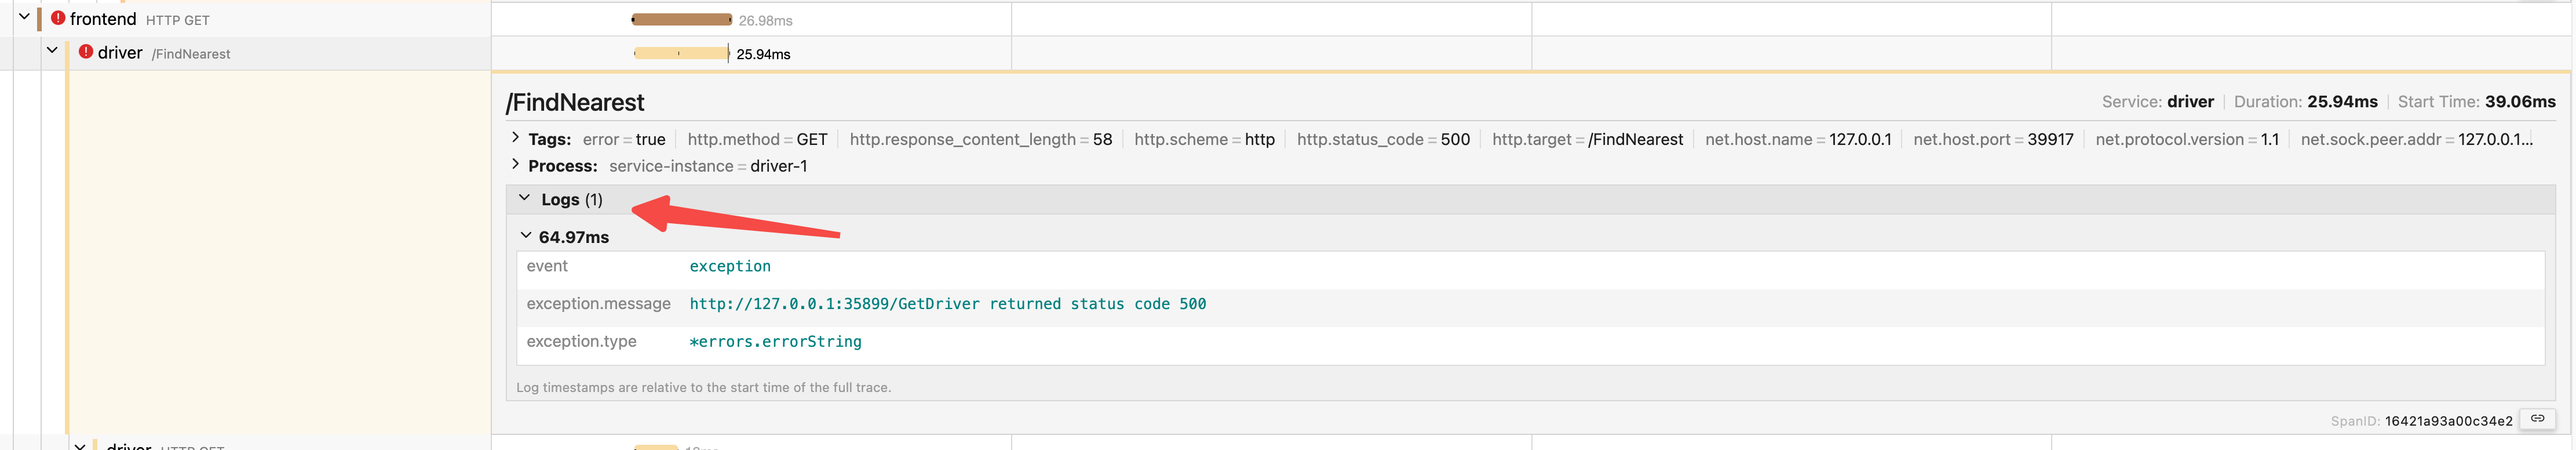 frontend HTTP GET 26.98ms
driver /FindNearest 25.94ms
/FindNearest Service: driver Duration: 25.94ms Start Time: 39.06ms
Tags: error = true http.method = GET http.response_content_length = 58 http.scheme = http http.status_code = 500 http.target = /FindNearest net.host.name = 127.0.0.1 net.host.port = 39917 net.protocol.version = 1.1 net.sock.peer.addr = 127.0.0.1...
Process: service-instance = driver-1
Logs (1)
64.97ms
event exception
exception.message http://127.0.0.1:35899/GetDriver returned status code 500
exception.type *errors.errorString
Log timestamps are relative to the start time of the full trace.
SpanID: 16421a93a00c34e2
driver HTTP GET